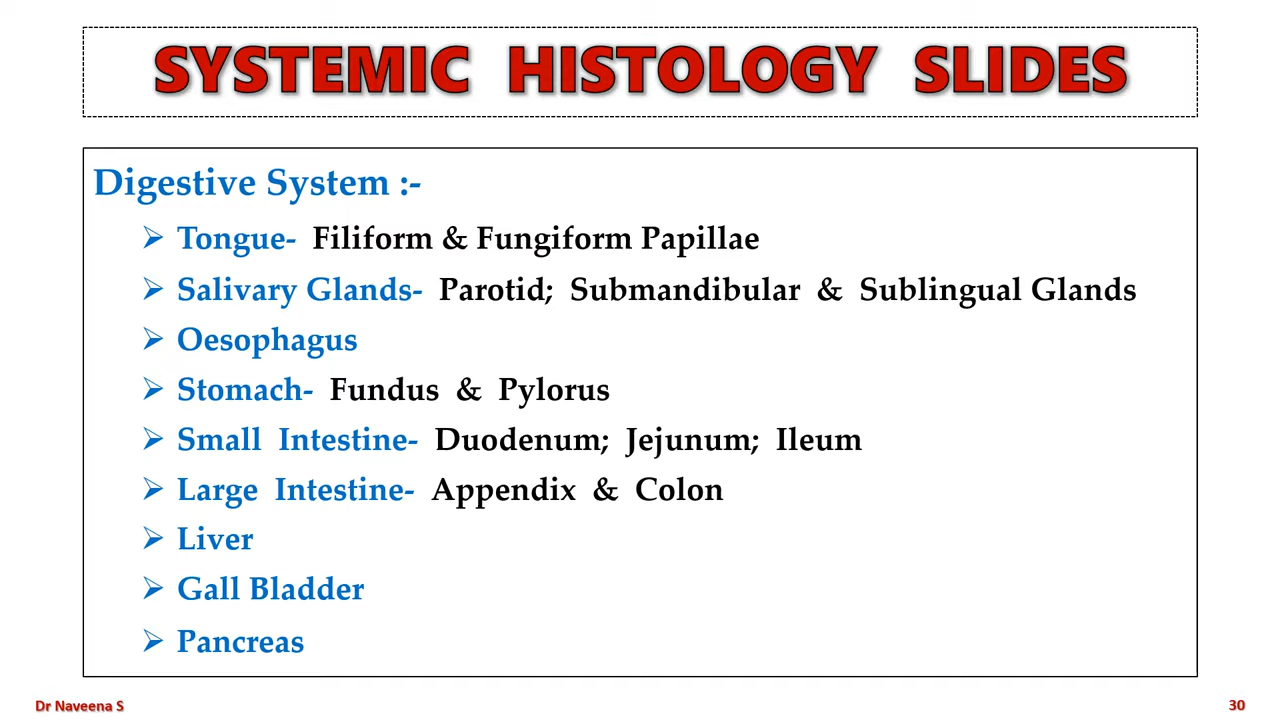 SYSTEMIC HISTOLOGY SLIDES
Digestive System :-
➢ Tongue- Filiform & Fungiform Papillae
➢ Salivary Glands- Parotid; Submandibular & Sublingual Glands
➢ Oesophagus
➢ Stomach- Fundus & Pylorus
➢ Small Intestine- Duodenum; Jejunum; Ileum
➢ Large Intestine- Appendix & Colon
➢ Liver
➢ Gall Bladder
➢ Pancreas
Dr Naveena S
30